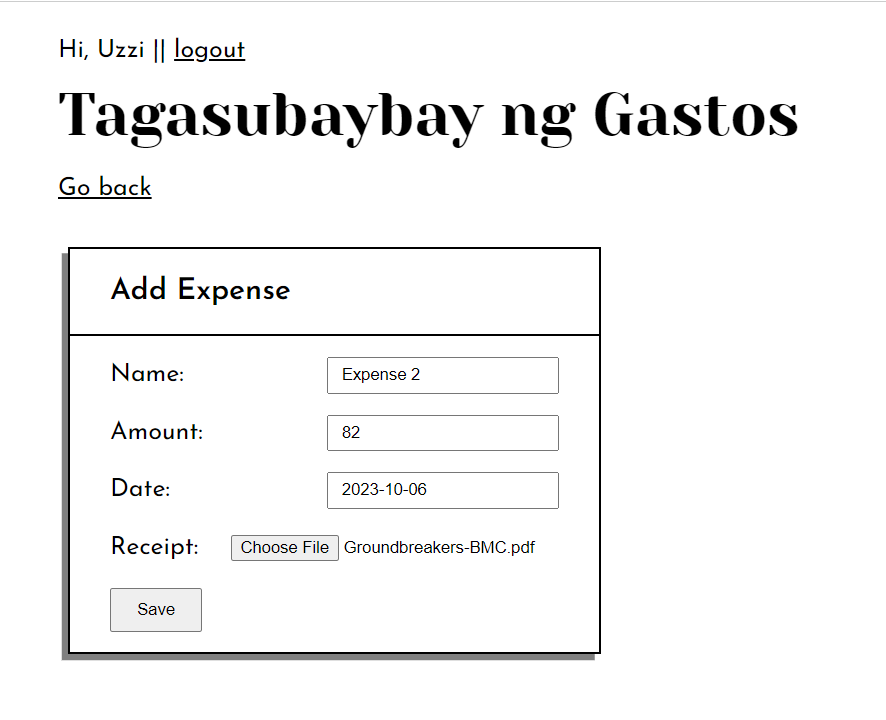 Hi, Uzzi || logout
Tagasubaybay ng Gastos
Go back
Add Expense
Name: Expense 2
Amount: 82
Date: 2023-10-06
Receipt: Choose File Groundbreakers-BMC.pdf
Save